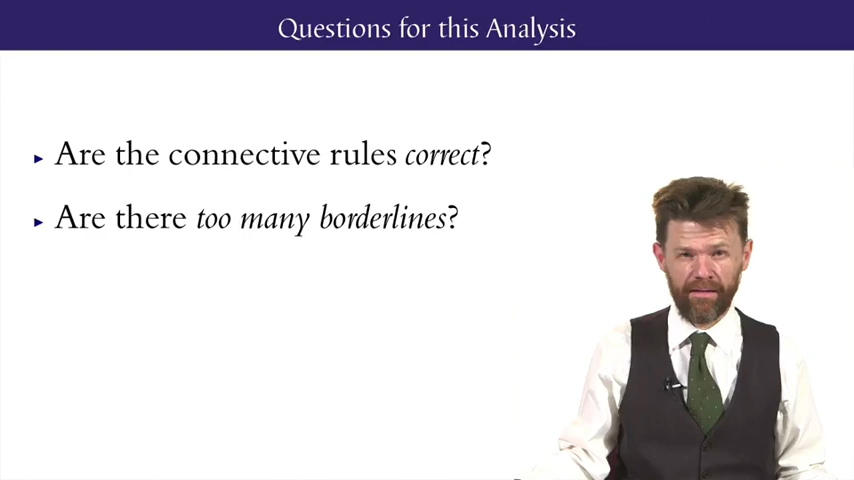 Questions for this Analysis
▸ Are the connective rules correct?
▸ Are there too many borderlines?